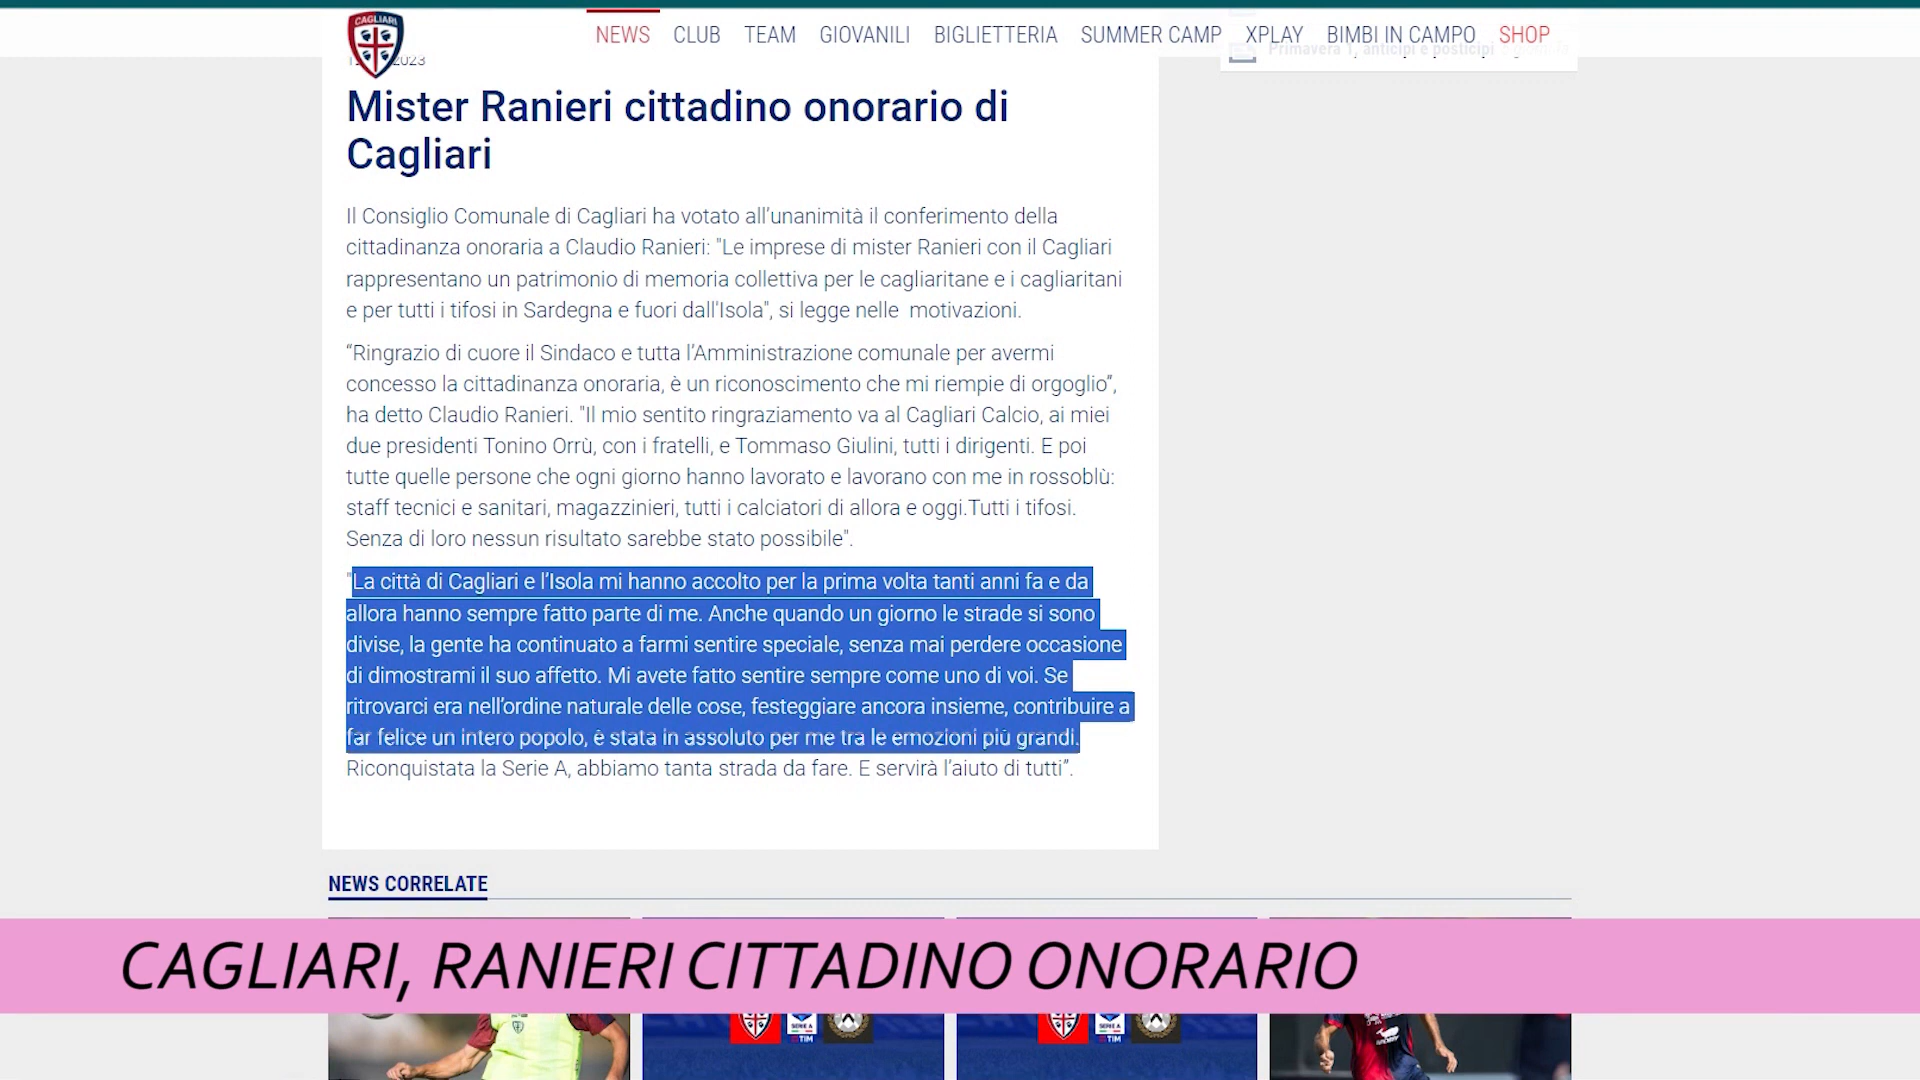 CAGLIARI
NEWS CLUB TEAM GIOVANILI BIGLIETTERIA SUMMER CAMP XPLAY BIMBI IN CAMPO SHOP
Primavera 1, anticipi e posticipi
2023
Mister Ranieri cittadino onorario di
Cagliari
Il Consiglio Comunale di Cagliari ha votato all’unanimità il conferimento della
cittadinanza onoraria a Claudio Ranieri: "Le imprese di mister Ranieri con il Cagliari
rappresentano un patrimonio di memoria collettiva per le cagliaritane e i cagliaritani
e per tutti i tifosi in Sardegna e fuori dall'Isola", si legge nelle motivazioni.
“Ringrazio di cuore il Sindaco e tutta l’Amministrazione comunale per avermi
concesso la cittadinanza onoraria, è un riconoscimento che mi riempie di orgoglio”,
ha detto Claudio Ranieri. "Il mio sentito ringraziamento va al Cagliari Calcio, ai miei
due presidenti Tonino Orrù, con i fratelli, e Tommaso Giulini, tutti i dirigenti. E poi
tutte quelle persone che ogni giorno hanno lavorato e lavorano con me in rossoblù:
staff tecnici e sanitari, magazzinieri, tutti i calciatori di allora e oggi.Tutti i tifosi.
Senza di loro nessun risultato sarebbe stato possibile".
"La città di Cagliari e l’Isola mi hanno accolto per la prima volta tanti anni fa e da
allora hanno sempre fatto parte di me. Anche quando un giorno le strade si sono
divise, la gente ha continuato a farmi sentire speciale, senza mai perdere occasione
di dimostrami il suo affetto. Mi avete fatto sentire sempre come uno di voi. Se
ritrovarci era nell’ordine naturale delle cose, festeggiare ancora insieme, contribuire a
far felice un intero popolo, è stata in assoluto per me tra le emozioni più grandi.
Riconquistata la Serie A, abbiamo tanta strada da fare. E servirà l’aiuto di tutti”.
NEWS CORRELATE
CAGLIARI, RANIERI CITTADINO ONORARIO
SERIE A
TIM
SERIE A
TIM